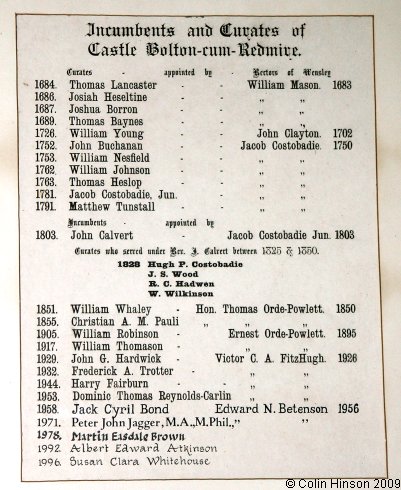 Incumbents and Curates of
Castle Bolton-cum-Redmire.
Curates - appointed by - Rectors of Wensley
1684. Thomas Lancaster - William Mason. 1683
1686. Josiah Heseltine - - „ „
1687. Joshua Borron - - „ „
1689. Thomas Baynes - - „ „
1726. William Young - - John Clayton. 1702
1752. John Buchanan - Jacob Costobadie. 1750
1753. William Nesfield - - „ „
1762. William Johnson - - „ „
1763. Thomas Heslop - - „ „
1781. Jacob Costobadie, Jun. - „ „
1791. Matthew Tunstall - - „ „
Incumbents - appointed by
1803. John Calvert Jacob Costobadie Jun. 1803
Curates who served under Rev. J. Calvert between 1825 & 1850.
1828 Hugh P. Costobadie
J. S. Wood
R. C. Hadwen
W. Wilkinson
1851. William Whaley - Hon. Thomas Orde-Powlett. 1850
1855. Christian A. M. Pauli „ „ „
1905. William Robinson - Ernest Orde-Powlett. 1895
1917. William Thomason - „ „
1929. John G. Hardwick - Victor C. A. FitzHugh. 1926
1932. Frederick A. Trotter - „ „
1944. Harry Fairburn - - „ „
1953. Dominic Thomas Reynolds-Carlin „ „
1958. Jack Cyril Bond Edward N. Betenson 1956
1971. Peter John Jagger, M.A., M.Phil., „ „
1978. Martin Easdale Brown
1992. Albert Edward Atkinson
1996. Susan Clara Whitehouse
© Colin Hinson 2009